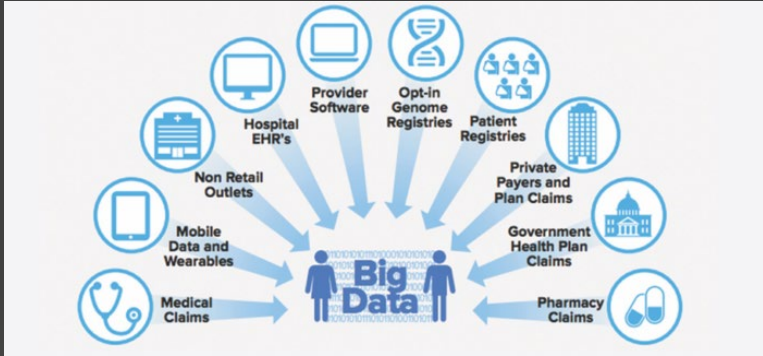 Provider
Software
Opt-in
Genome
Registries
Hospital
EHR's
Patient
Registries
Non Retail
Outlets
Private
Payers and
Plan Claims
Mobile
Data and
Wearables
Government
Health Plan
Claims
Medical
Claims
Big
Data
Pharmacy
Claims